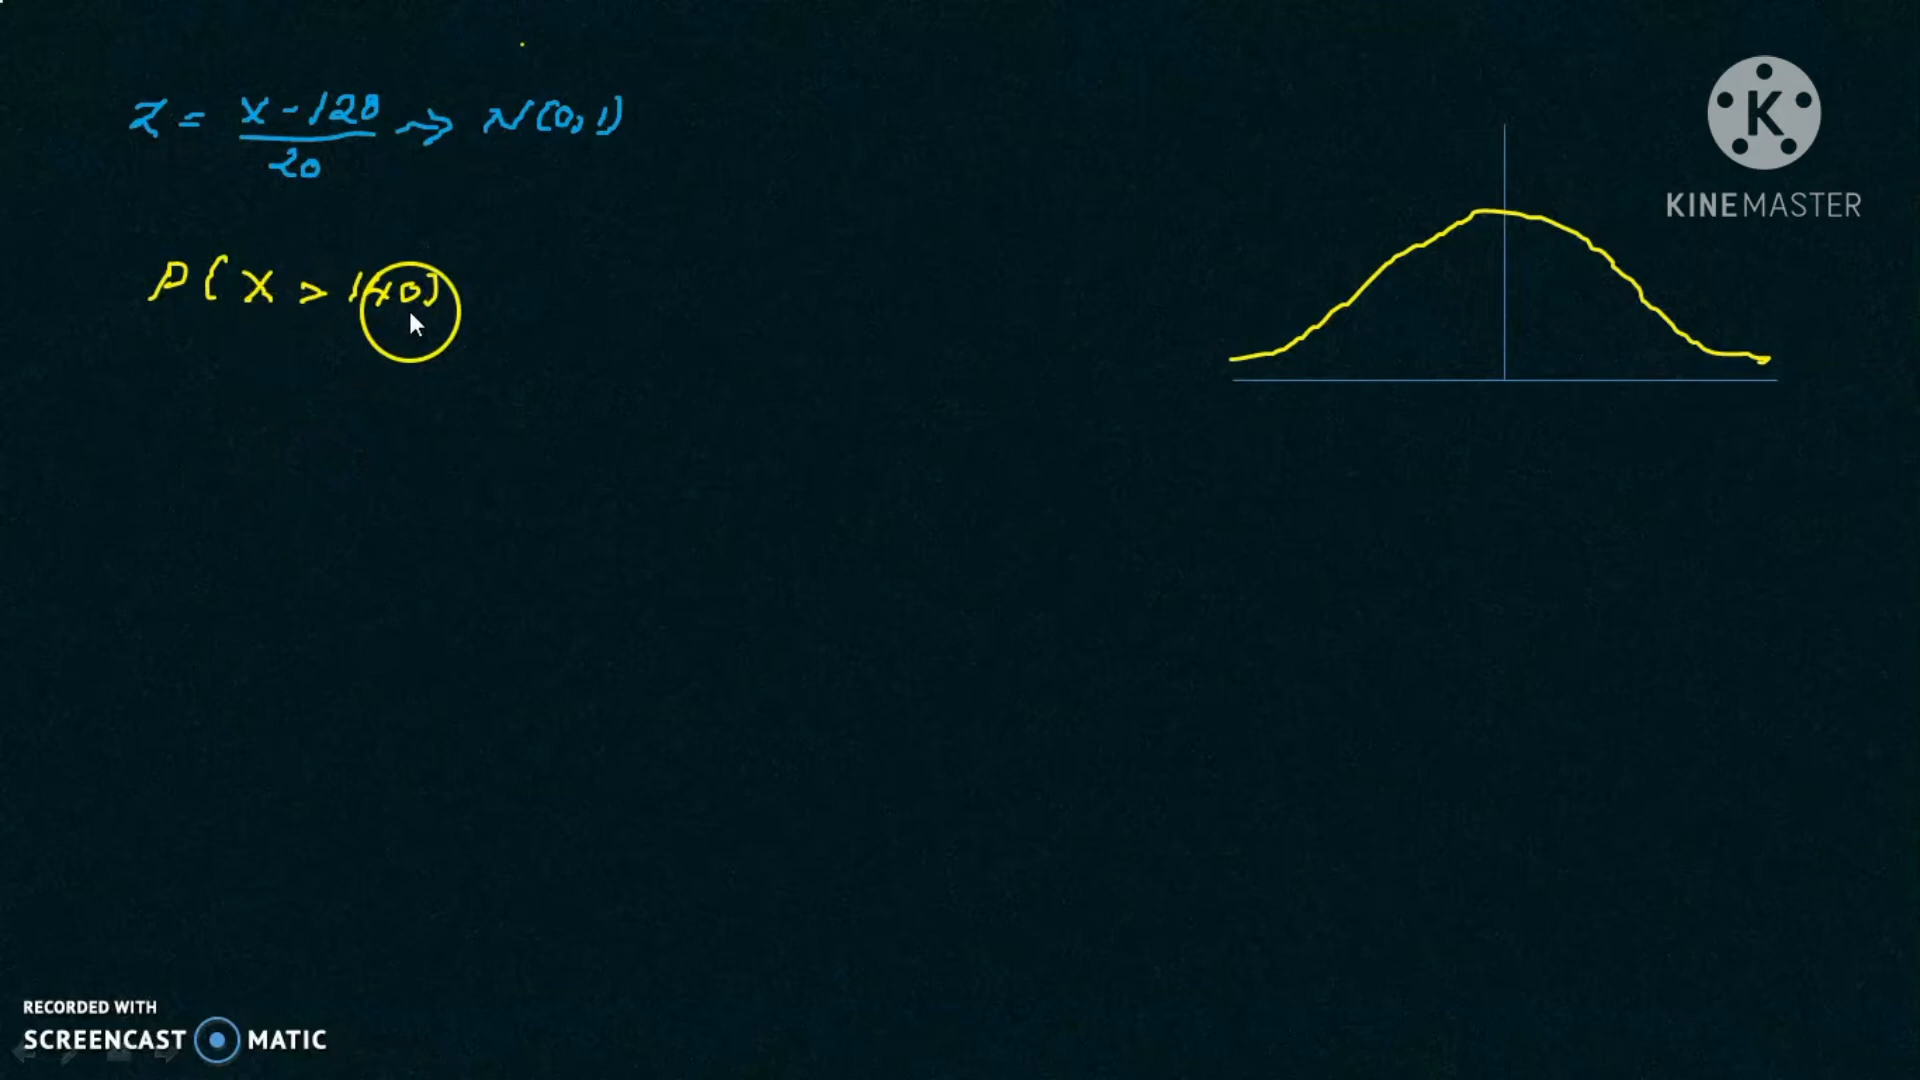 Z = X - 120 / 20 → N(0, 1)
P(X > 140)
K
KINEMASTER
RECORDED WITH
SCREENCAST MATIC